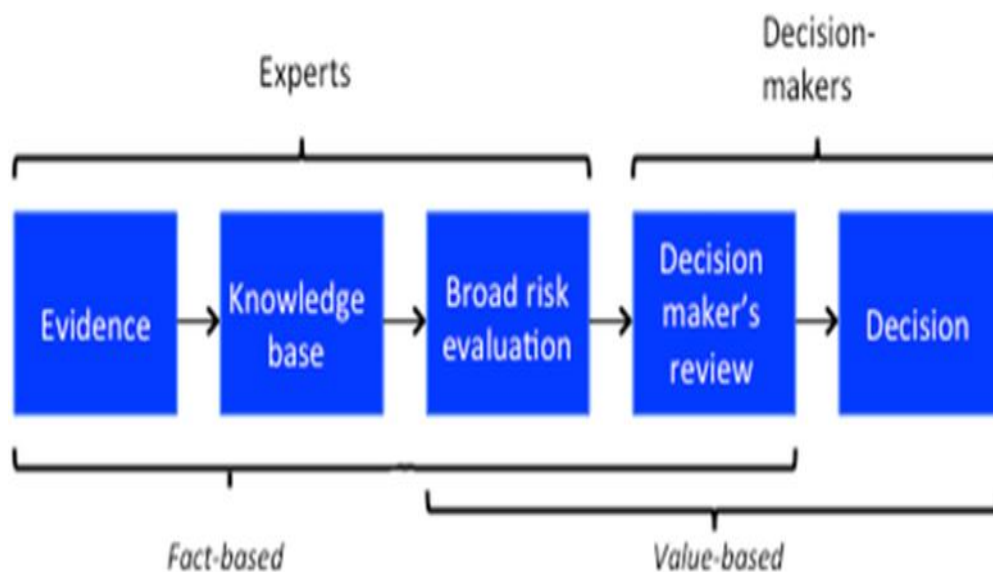 Experts
Decision-
makers
Evidence
Knowledge
base
Broad risk
evaluation
Decision
maker's
review
Decision
Fact-based
Value-based